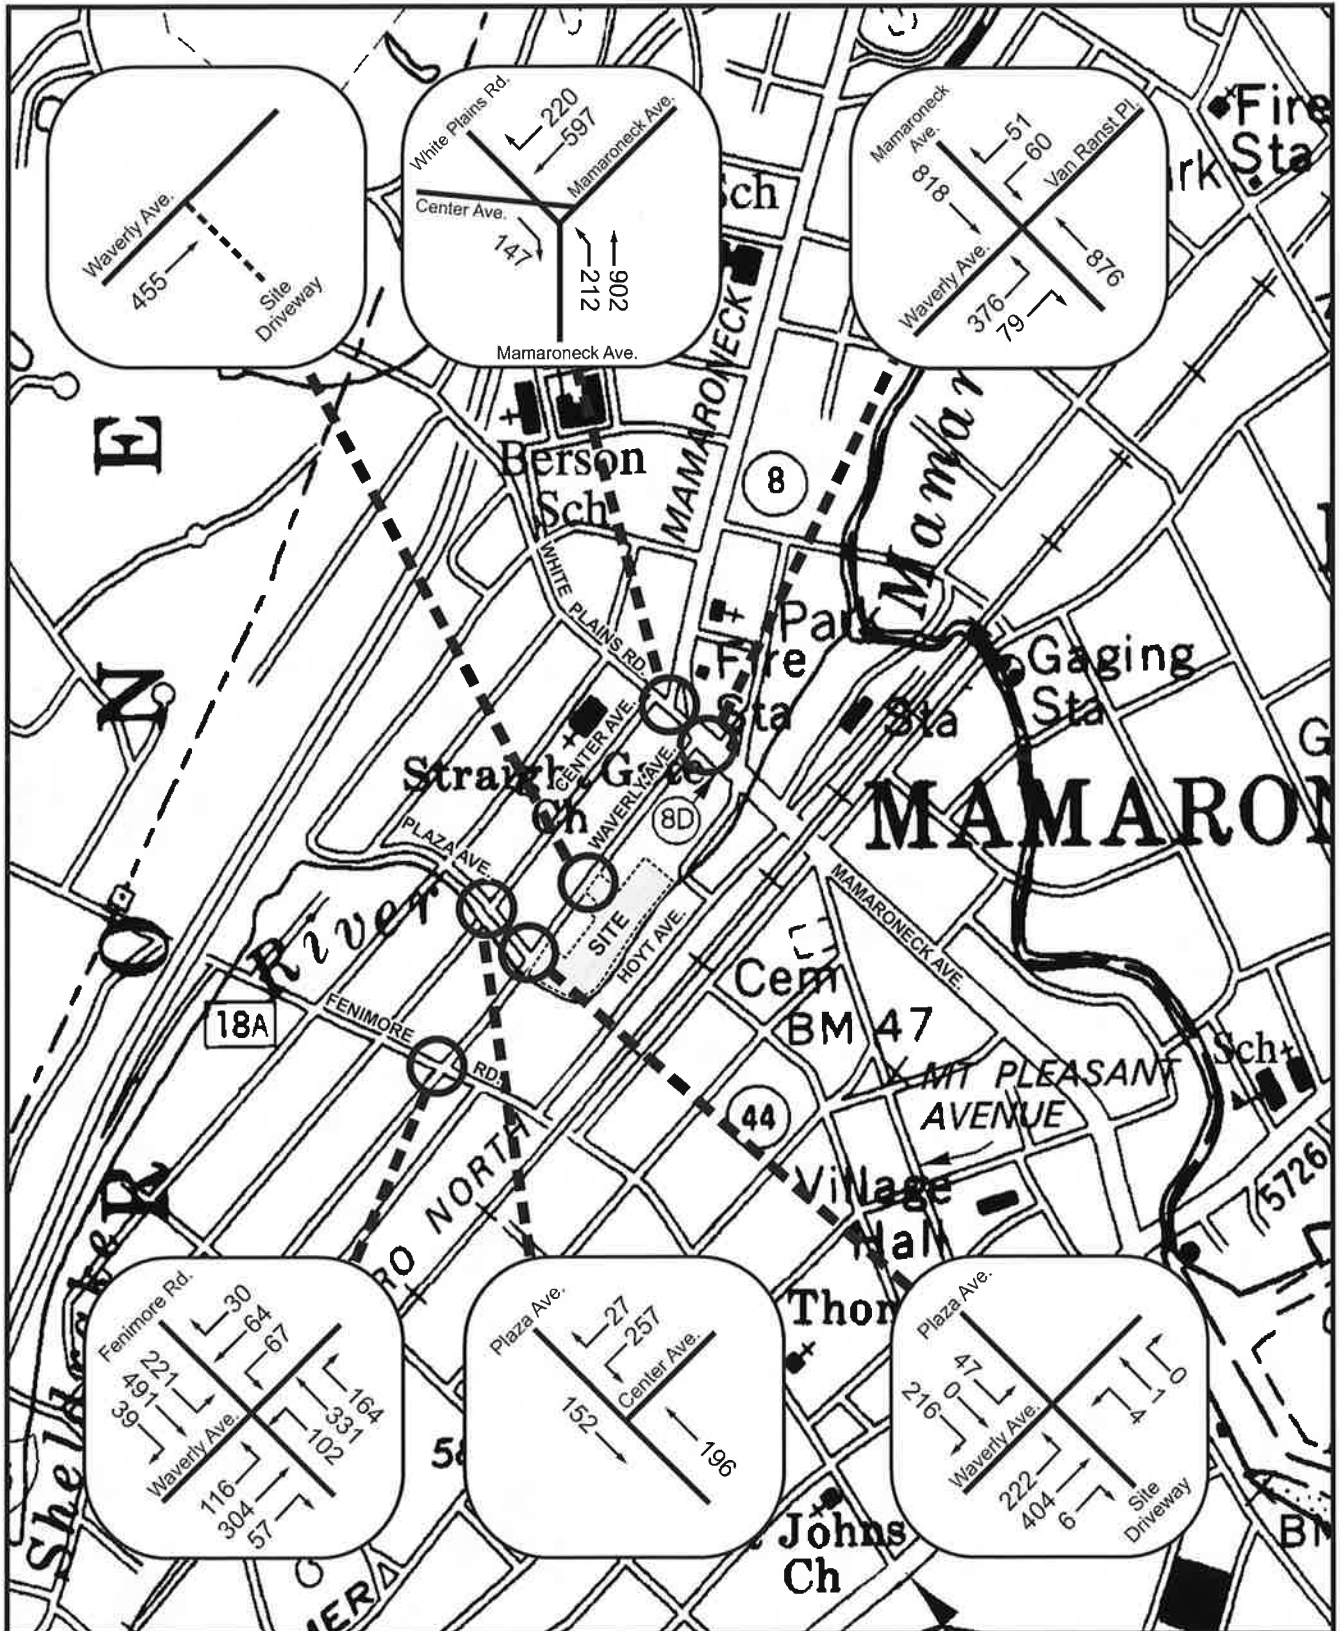 Waverly Ave.
455
Site
Driveway
White Plains Rd.
220
597
Mamaroneck Ave.
Center Ave.
147
212
902
Mamaroneck Ave.
Mamaroneck
Ave.
51
60
Van Ranst Pl.
818
Waverly Ave.
376
79
876
Fire
Sta
Sch
E
MAMARONECK
Berson
Sch
8
Mamar
WHITE PLAINS RD.
Park
Fire
Sta
Gaging
Sta
Sta
N
CENTER AVE.
WAVERLY AVE.
Ch
8D
MAMARON
PLAZA AVE.
MAMARONECK AVE.
SITE
HOYT AVE.
O
River
Cem
18A
FENIMORE
RD.
BM 47
Sch
MT PLEASANT
AVENUE
44
R
NORTH
Village
Hall
5726
RO
Thor
Fenimore Rd.
30
64
67
221
491
39
Waverly Ave.
164
331
102
116
304
57
Plaza Ave.
27
257
Center Ave.
152
196
Plaza Ave.
47
0
216
Waverly Ave.
0
1
4
222
404
6
Site
Driveway
Johns
Ch